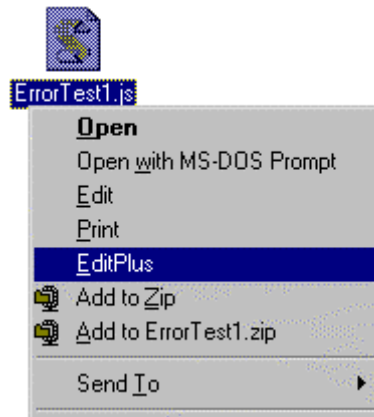 ErrorTest1.js
Open
Open with MS-DOS Prompt
Edit
Print
EditPlus
Add to Zip
Add to ErrorTest1.zip
Send To